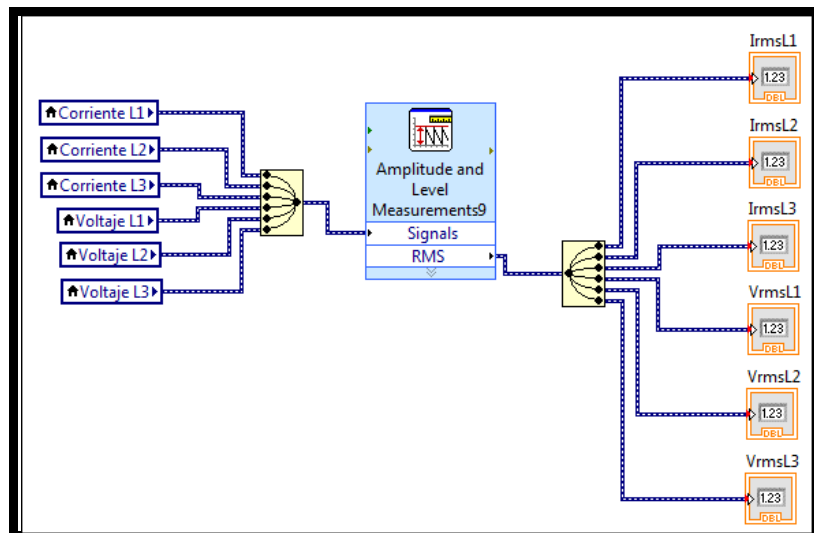 Corriente L1
Corriente L2
Corriente L3
Voltaje L1
Voltaje L2
Voltaje L3
Amplitude and
Level
Measurements9
Signals
RMS
IrmsL1
1.23
DBL
IrmsL2
1.23
DBL
IrmsL3
1.23
DBL
VrmsL1
1.23
DBL
VrmsL2
1.23
DBL
VrmsL3
1.23
DBL